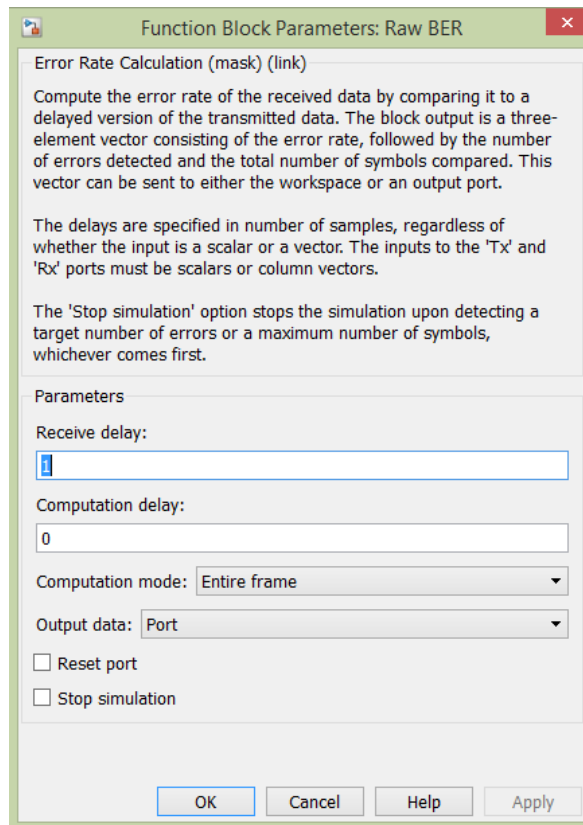 Function Block Parameters: Raw BER
Error Rate Calculation (mask) (link)
Compute the error rate of the received data by comparing it to a
delayed version of the transmitted data. The block output is a three-
element vector consisting of the error rate, followed by the number
of errors detected and the total number of symbols compared. This
vector can be sent to either the workspace or an output port.
The delays are specified in number of samples, regardless of
whether the input is a scalar or a vector. The inputs to the 'Tx' and
'Rx' ports must be scalars or column vectors.
The 'Stop simulation' option stops the simulation upon detecting a
target number of errors or a maximum number of symbols,
whichever comes first.
Parameters
Receive delay:
1
Computation delay:
0
Computation mode: Entire frame
Output data: Port
Reset port
Stop simulation
OK Cancel Help Apply